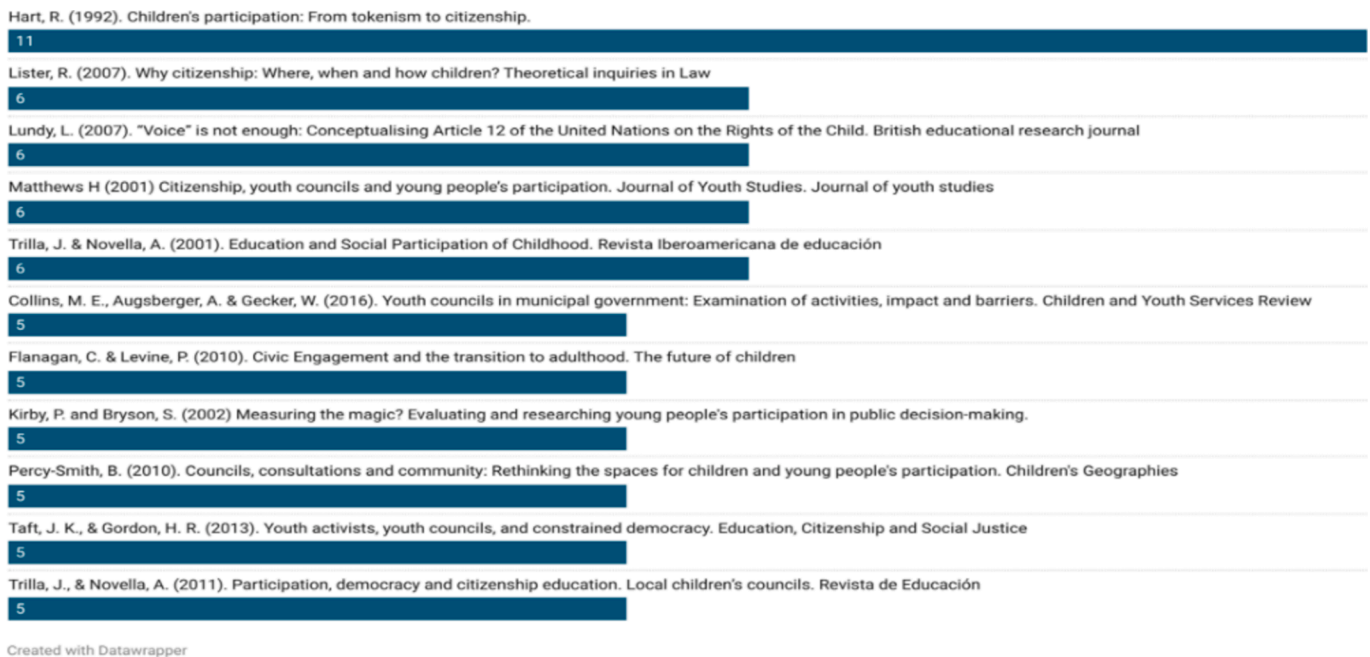 Hart, R. (1992). Children's participation: From tokenism to citizenship.
11
Lister, R. (2007). Why citizenship: Where, when and how children? Theoretical inquiries in Law
6
Lundy, L. (2007). "Voice" is not enough: Conceptualising Article 12 of the United Nations on the Rights of the Child. British educational research journal
6
Matthews H (2001) Citizenship, youth councils and young people's participation. Journal of Youth Studies. Journal of youth studies
6
Trilla, J. & Novella, A. (2001). Education and Social Participation of Childhood. Revista Iberoamericana de educación
6
Collins, M. E., Augsberger, A. & Gecker, W. (2016). Youth councils in municipal government: Examination of activities, impact and barriers. Children and Youth Services Review
5
Flanagan, C. & Levine, P. (2010). Civic Engagement and the transition to adulthood. The future of children
5
Kirby, P. and Bryson, S. (2002) Measuring the magic? Evaluating and researching young people's participation in public decision-making.
5
Percy-Smith, B. (2010). Councils, consultations and community: Rethinking the spaces for children and young people's participation. Children's Geographies
5
Taft, J. K., & Gordon, H. R. (2013). Youth activists, youth councils, and constrained democracy. Education, Citizenship and Social Justice
5
Trilla, J., & Novella, A. (2011). Participation, democracy and citizenship education. Local children's councils. Revista de Educación
5
Created with Datawrapper